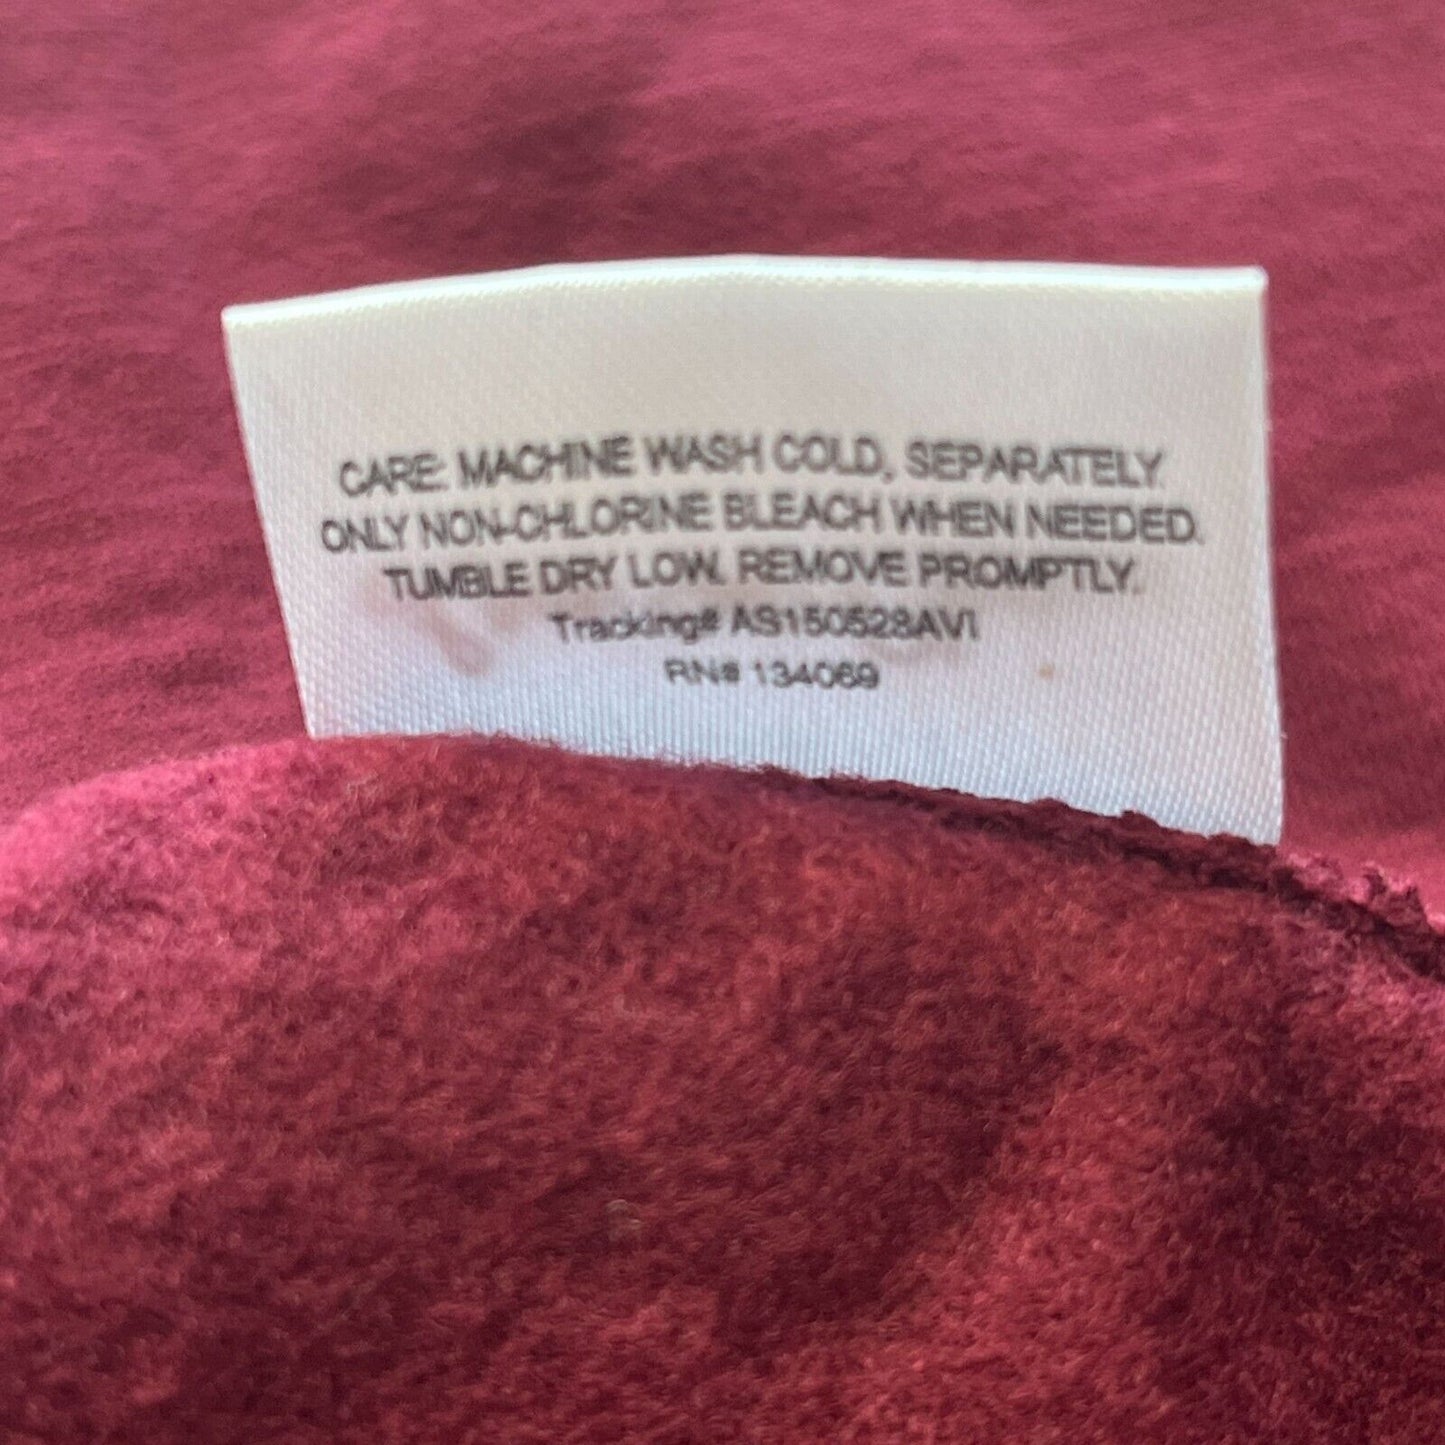 CARE: MACHINE WASH COLD, SEPARATELY.
ONLY NON-CHLORINE BLEACH WHEN NEEDED.
TUMBLE DRY LOW. REMOVE PROMPTLY.
Tracking# AS150528AVI
RN# 134069